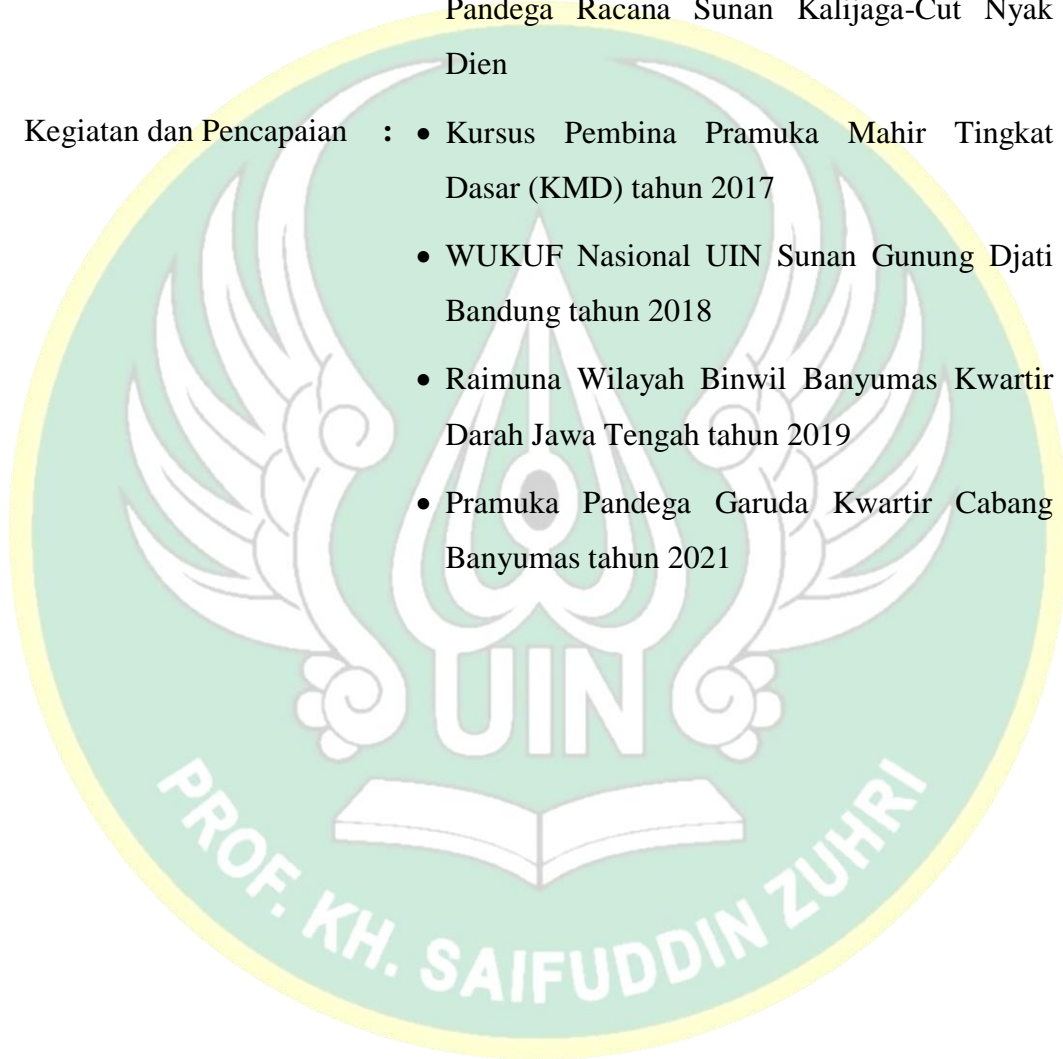 Pandega Racana Sunan Kalijaga-Cut Nyak
Dien
Kegiatan dan Pencapaian : • Kursus Pembina Pramuka Mahir Tingkat
Dasar (KMD) tahun 2017
• WUKUF Nasional UIN Sunan Gunung Djati
Bandung tahun 2018
• Raimuna Wilayah Binwil Banyumas Kwartir
Darah Jawa Tengah tahun 2019
• Pramuka Pandega Garuda Kwartir Cabang
Banyumas tahun 2021
UIN
PROF. KH. SAIFUDDIN ZUHRI